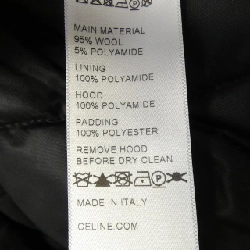 MAIN MATERIAL
95% WOOL
5% POLYAMIDE
LINING
100% POLYAMIDE
HOOD
100% POLYAMIDE
PADDING
100% POLYESTER
REMOVE HOOD
BEFORE DRY CLEAN
MADE IN ITALY
CELINE.COM